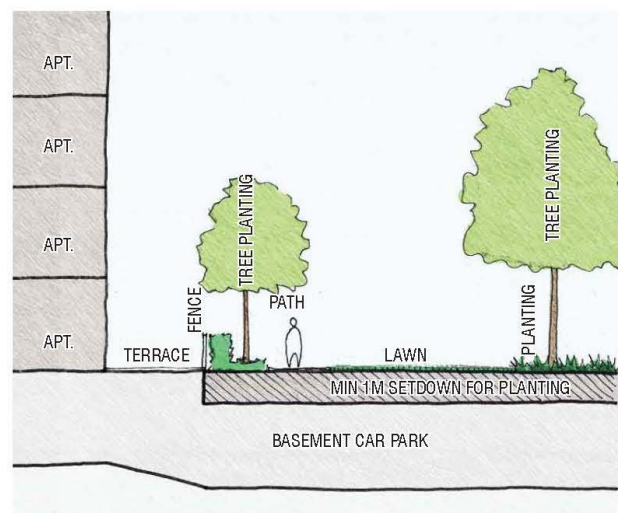 APT.
APT.
APT.
APT.
TREE PLANTING
TREE PLANTING
FENCE
PATH
PLANTING
TERRACE
LAWN
MIN 1M SETDOWN FOR PLANTING
BASEMENT CAR PARK